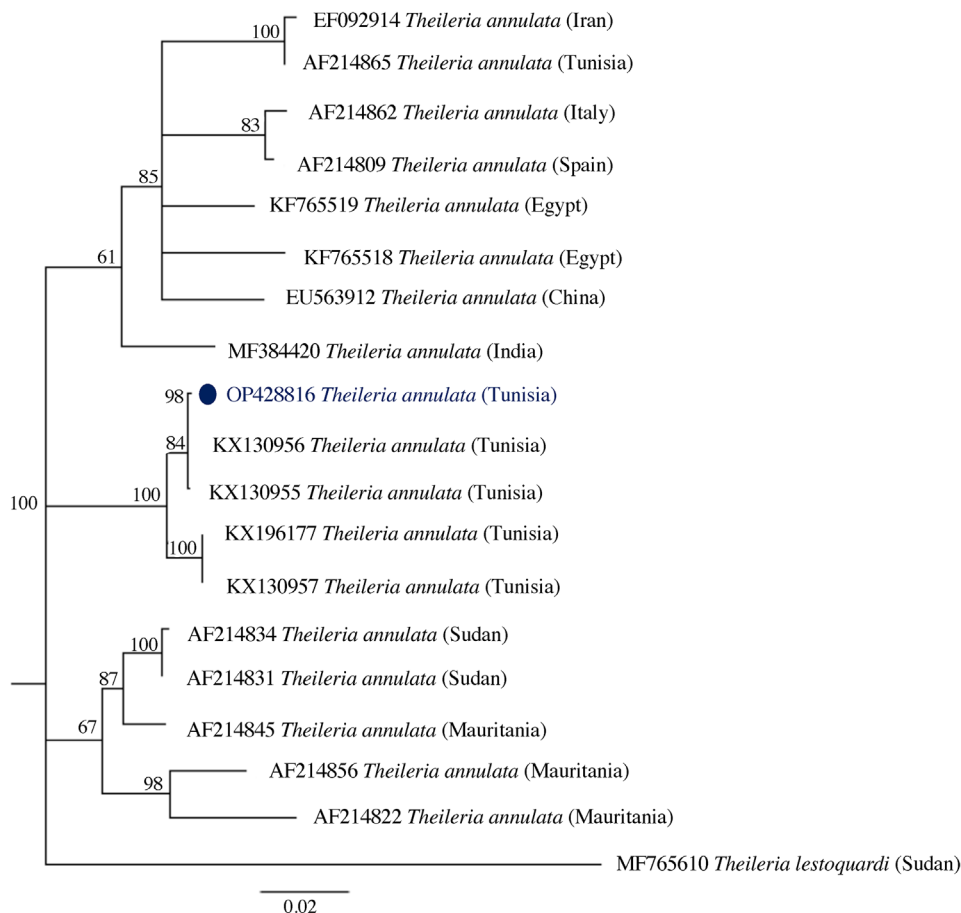 100
EF092914 Theileria annulata (Iran)
AF214865 Theileria annulata (Tunisia)
83
AF214862 Theileria annulata (Italy)
AF214809 Theileria annulata (Spain)
85
KF765519 Theileria annulata (Egypt)
KF765518 Theileria annulata (Egypt)
61
EU563912 Theileria annulata (China)
MF384420 Theileria annulata (India)
98
OP428816 Theileria annulata (Tunisia)
84
KX130956 Theileria annulata (Tunisia)
100
100
KX130955 Theileria annulata (Tunisia)
KX196177 Theileria annulata (Tunisia)
100
KX130957 Theileria annulata (Tunisia)
100
AF214834 Theileria annulata (Sudan)
87
AF214831 Theileria annulata (Sudan)
67
AF214845 Theileria annulata (Mauritania)
98
AF214856 Theileria annulata (Mauritania)
AF214822 Theileria annulata (Mauritania)
MF765610 Theileria lestoquardi (Sudan)
0.02